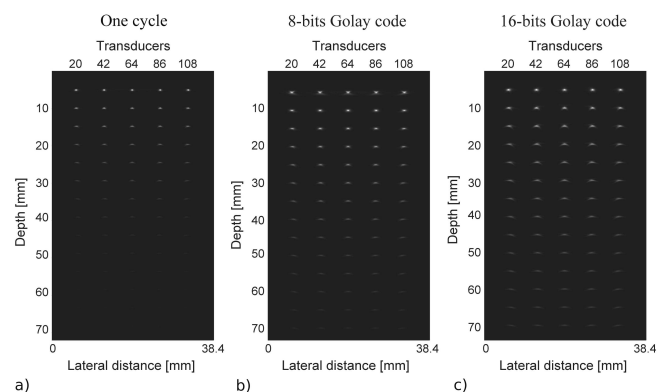 One cycle
Transducers
20 42 64 86 108
10
20
30
40
50
60
70
Depth [mm]
0 38.4
Lateral distance [mm]
a)
8-bits Golay code
Transducers
20 42 64 86 108
10
20
30
40
50
60
70
Depth [mm]
0 38.4
Lateral distance [mm]
b)
16-bits Golay code
Transducers
20 42 64 86 108
10
20
30
40
50
60
70
Depth [mm]
0 38.4
Lateral distance [mm]
c)